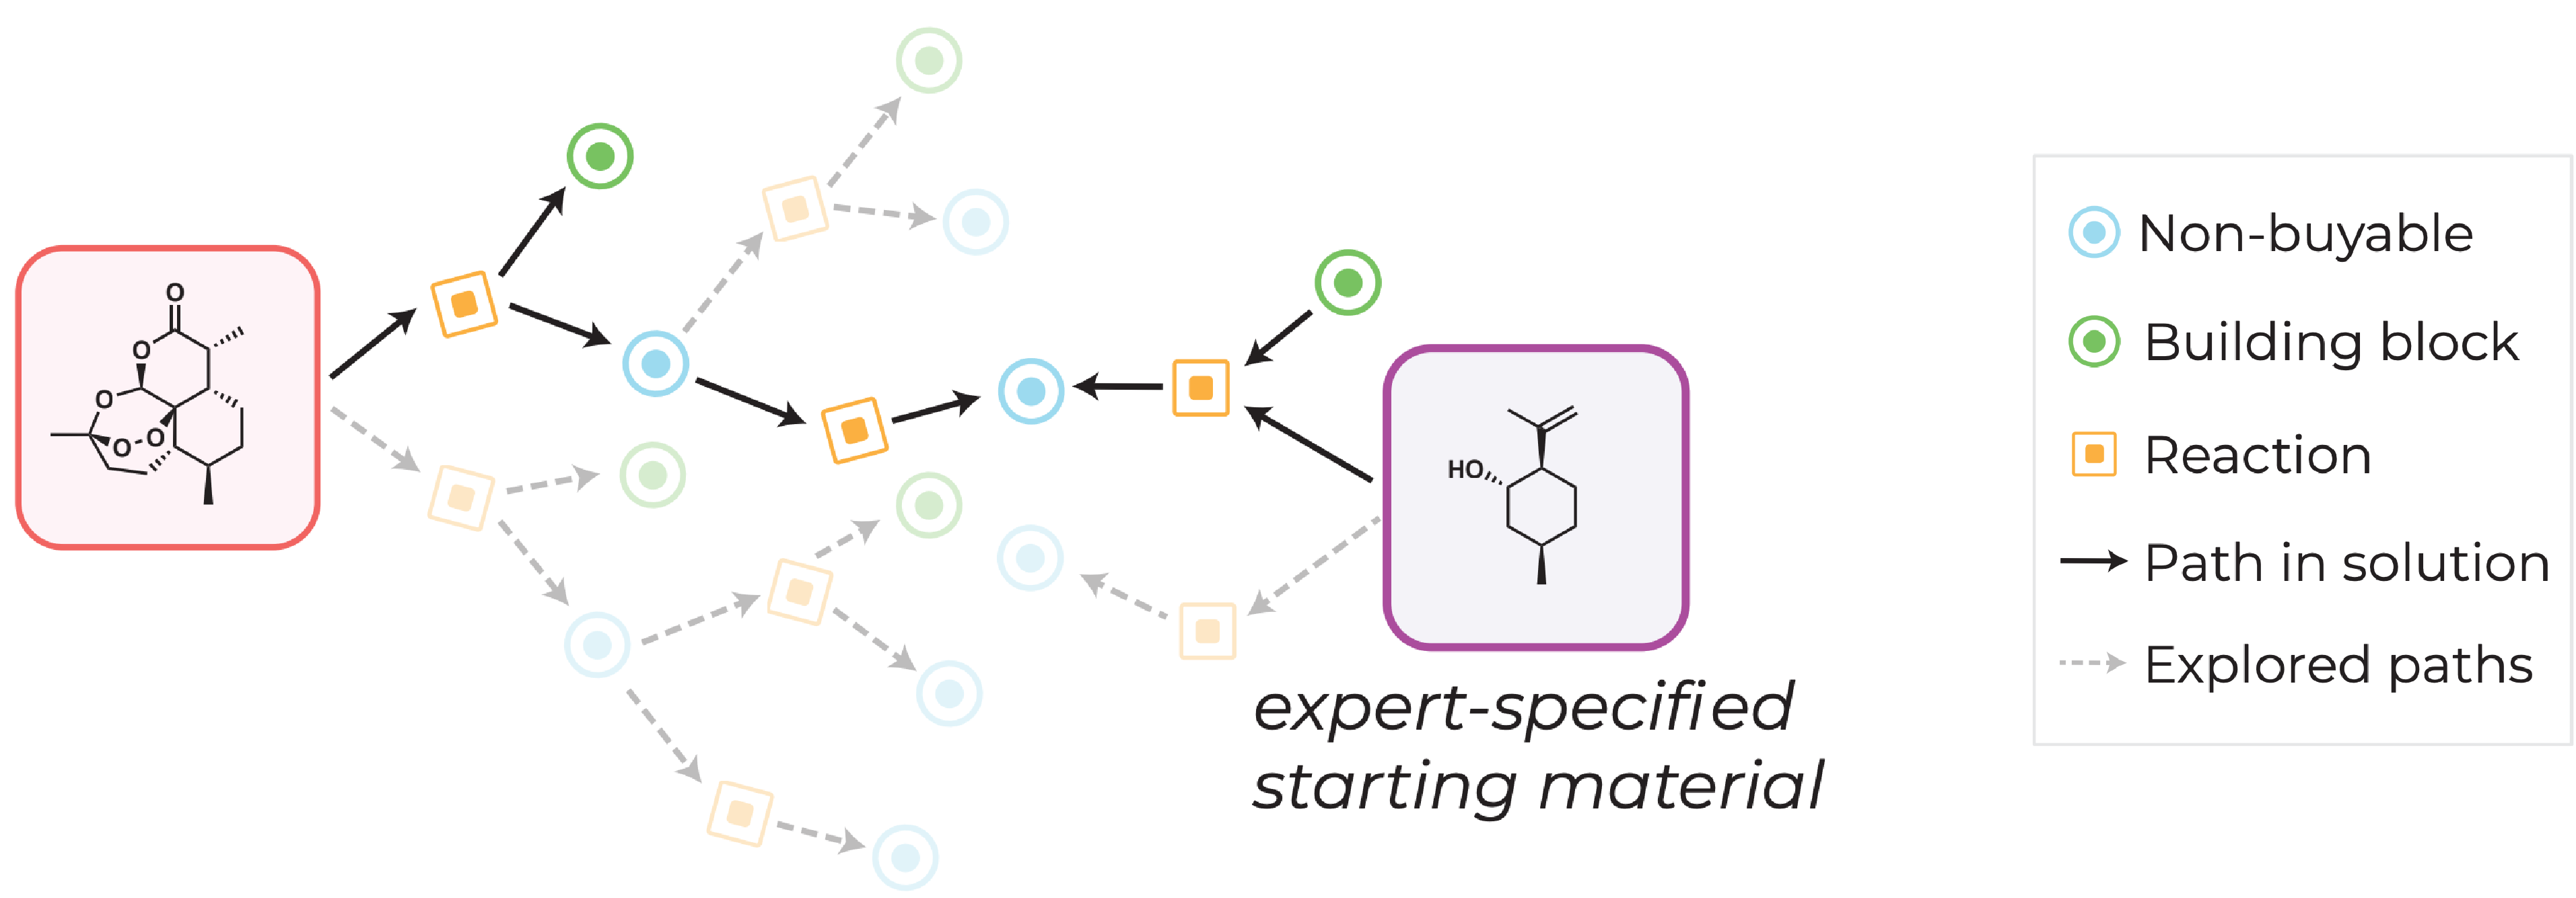 O
O
O
O
O
HO
expert-specified
starting material
Non-buyable
Building block
Reaction
Path in solution
Explored paths